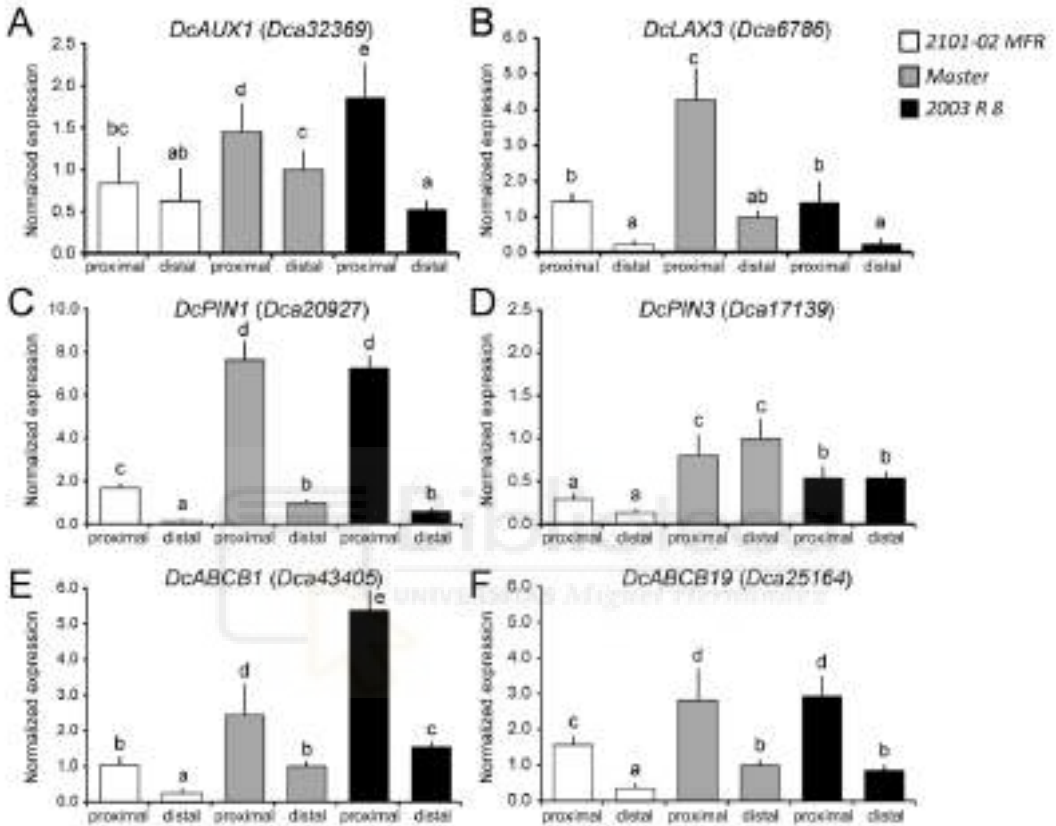 A
DcAUX1 (Dca32369)
Normalized expression
2.5
2.0
1.5
1.0
0.5
0.0
bc
ab
d
c
e
a
proximal distal proximal distal proximal distal
B
DcLAX3 (Dca6786)
Normalized expression
6.0
5.0
4.0
3.0
2.0
1.0
0.0
b
a
c
ab
b
a
proximal distal proximal distal proximal distal
2101-02 MFR
Master
2003 R 8
C
DcPIN1 (Dca20927)
Normalized expression
10.0
8.0
6.0
4.0
2.0
0.0
c
a
d
b
d
b
proximal distal proximal distal proximal distal
D
DcPIN3 (Dca17139)
Normalized expression
2.5
2.0
1.5
1.0
0.5
0.0
a
a
c
c
b
b
proximal distal proximal distal proximal distal
E
DcABCB1 (Dca43405)
Normalized expression
6.0
5.0
4.0
3.0
2.0
1.0
0.0
b
a
d
b
e
c
proximal distal proximal distal proximal distal
F
DcABCB19 (Dca25164)
Normalized expression
6.0
5.0
4.0
3.0
2.0
1.0
0.0
c
a
d
b
d
b
proximal distal proximal distal proximal distal
Biblioteca
UNIVERSITAS Miguel Hernández